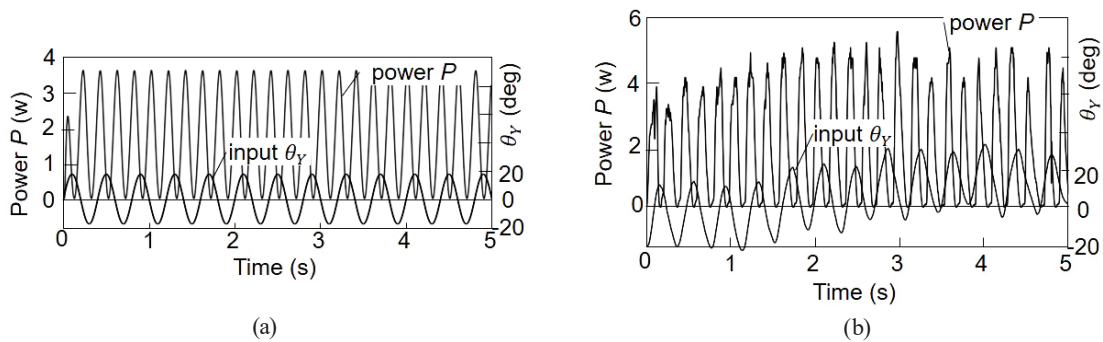 4
3
2
1
0
Power P (w)
power P
input θY
20
0
-20
θY (deg)
0 1 2 3 4 5
Time (s)
(a)
6
4
2
0
Power P (w)
power P
input θY
20
0
-20
θY (deg)
0 1 2 3 4 5
Time (s)
(b)